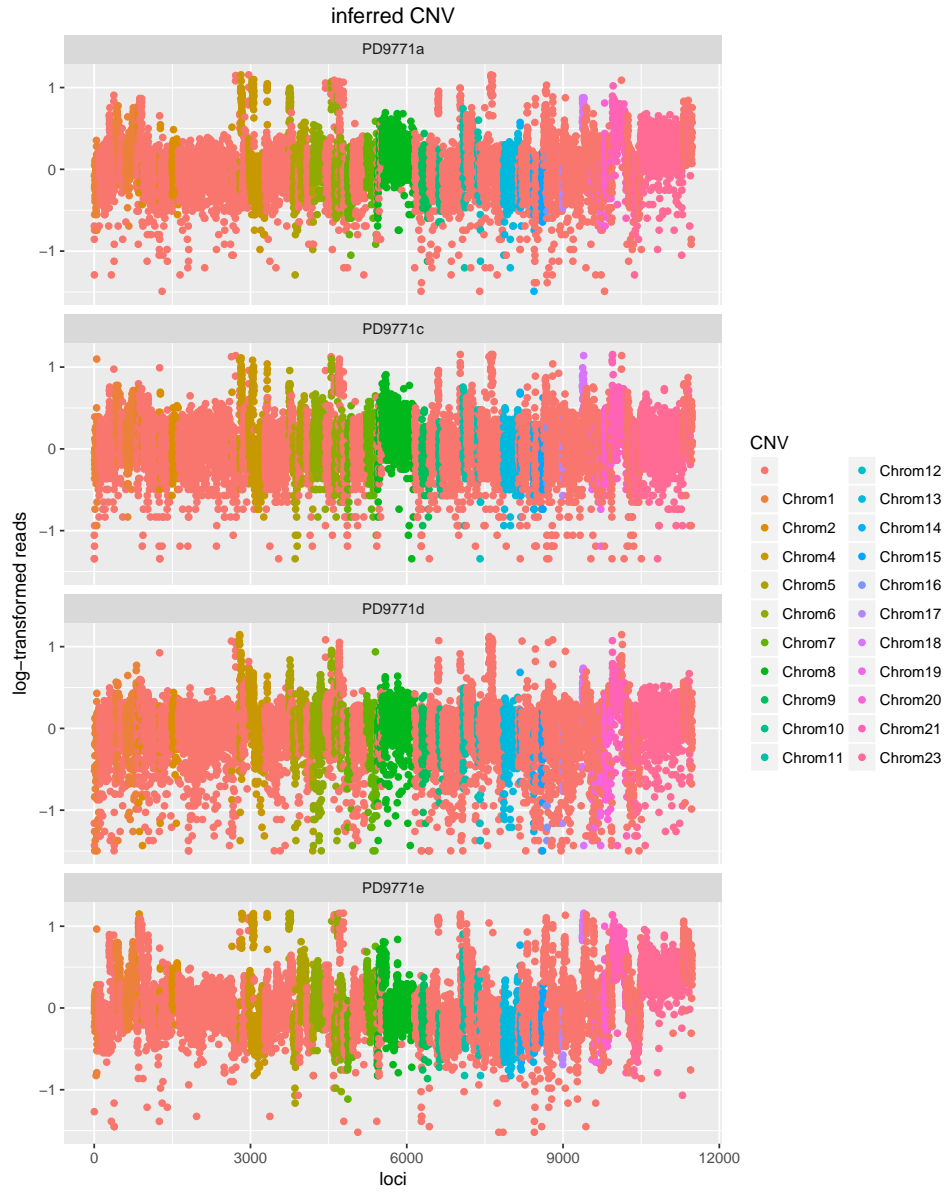 inferred CNV
PD9771a
1
0
−1
PD9771c
1
0
−1
PD9771d
1
0
−1
PD9771e
1
0
−1
0 3000 6000 9000 12000
loci
log-transformed reads
CNV
Chrom1
Chrom2
Chrom4
Chrom5
Chrom6
Chrom7
Chrom8
Chrom9
Chrom10
Chrom11
Chrom12
Chrom13
Chrom14
Chrom15
Chrom16
Chrom17
Chrom18
Chrom19
Chrom20
Chrom21
Chrom23